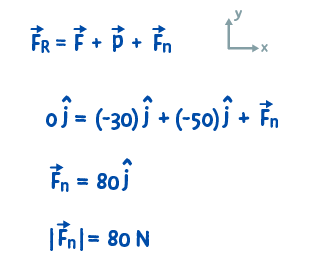 y
x
F⃗R = F⃗ + p⃗ + F⃗n
0 ĵ = (-30) ĵ + (-50) ĵ + F⃗n
F⃗n = 80 ĵ
|F⃗n| = 80 N